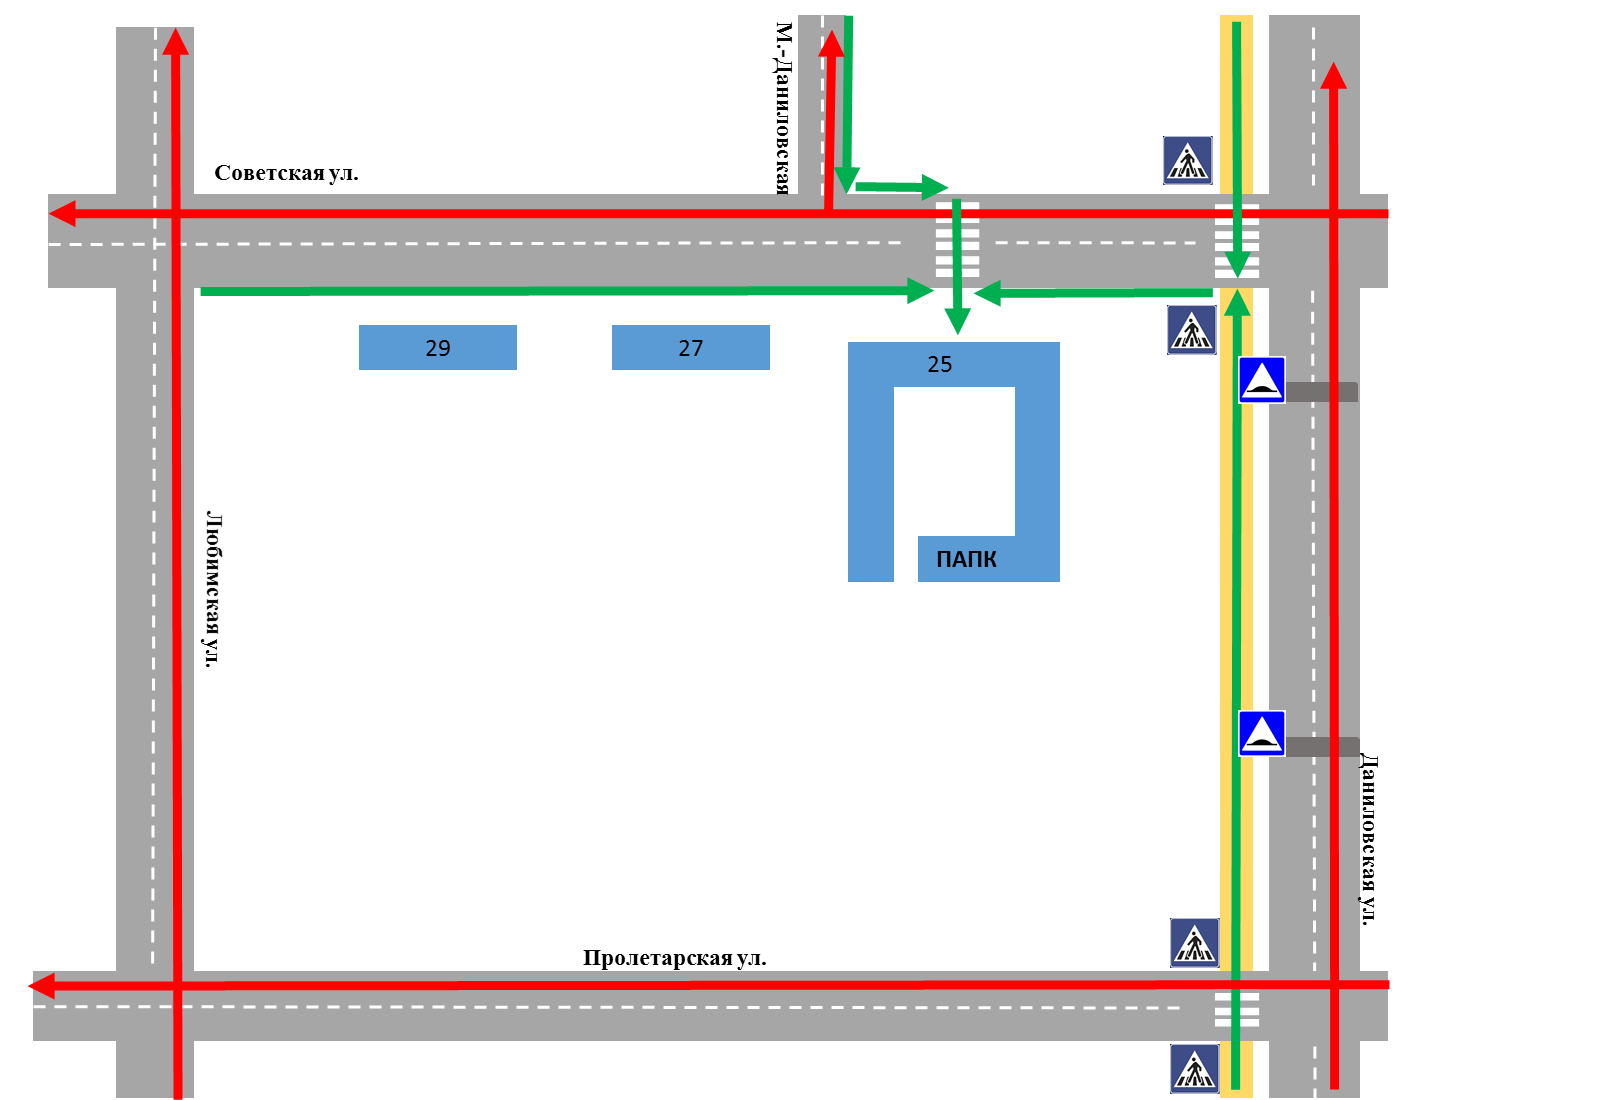 М.-Даниловская
Советская ул.
29
27
25
ПАПК
Любимская ул.
Даниловская ул.
Пролетарская ул.